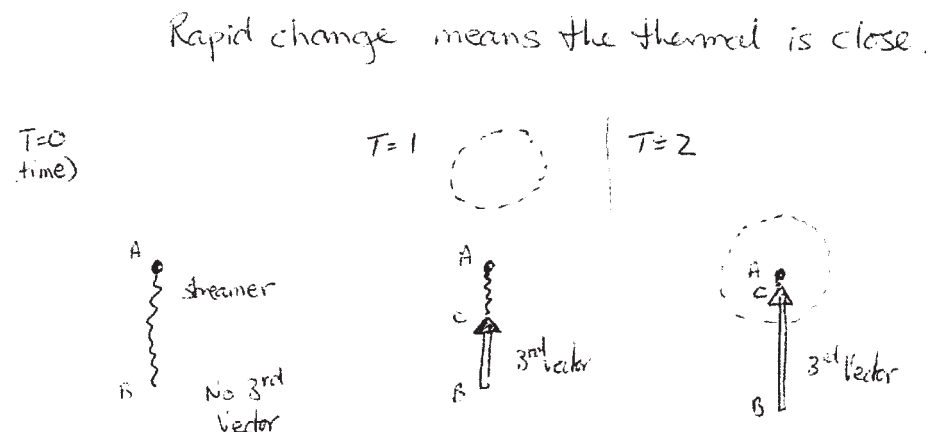 Rapid change means the thermal is close.
T=0
time)
T=1
T=2
A
streamer
B
No 3rd
Vector
A
C
3rd Vector
B
A
C
3rd Vector
B